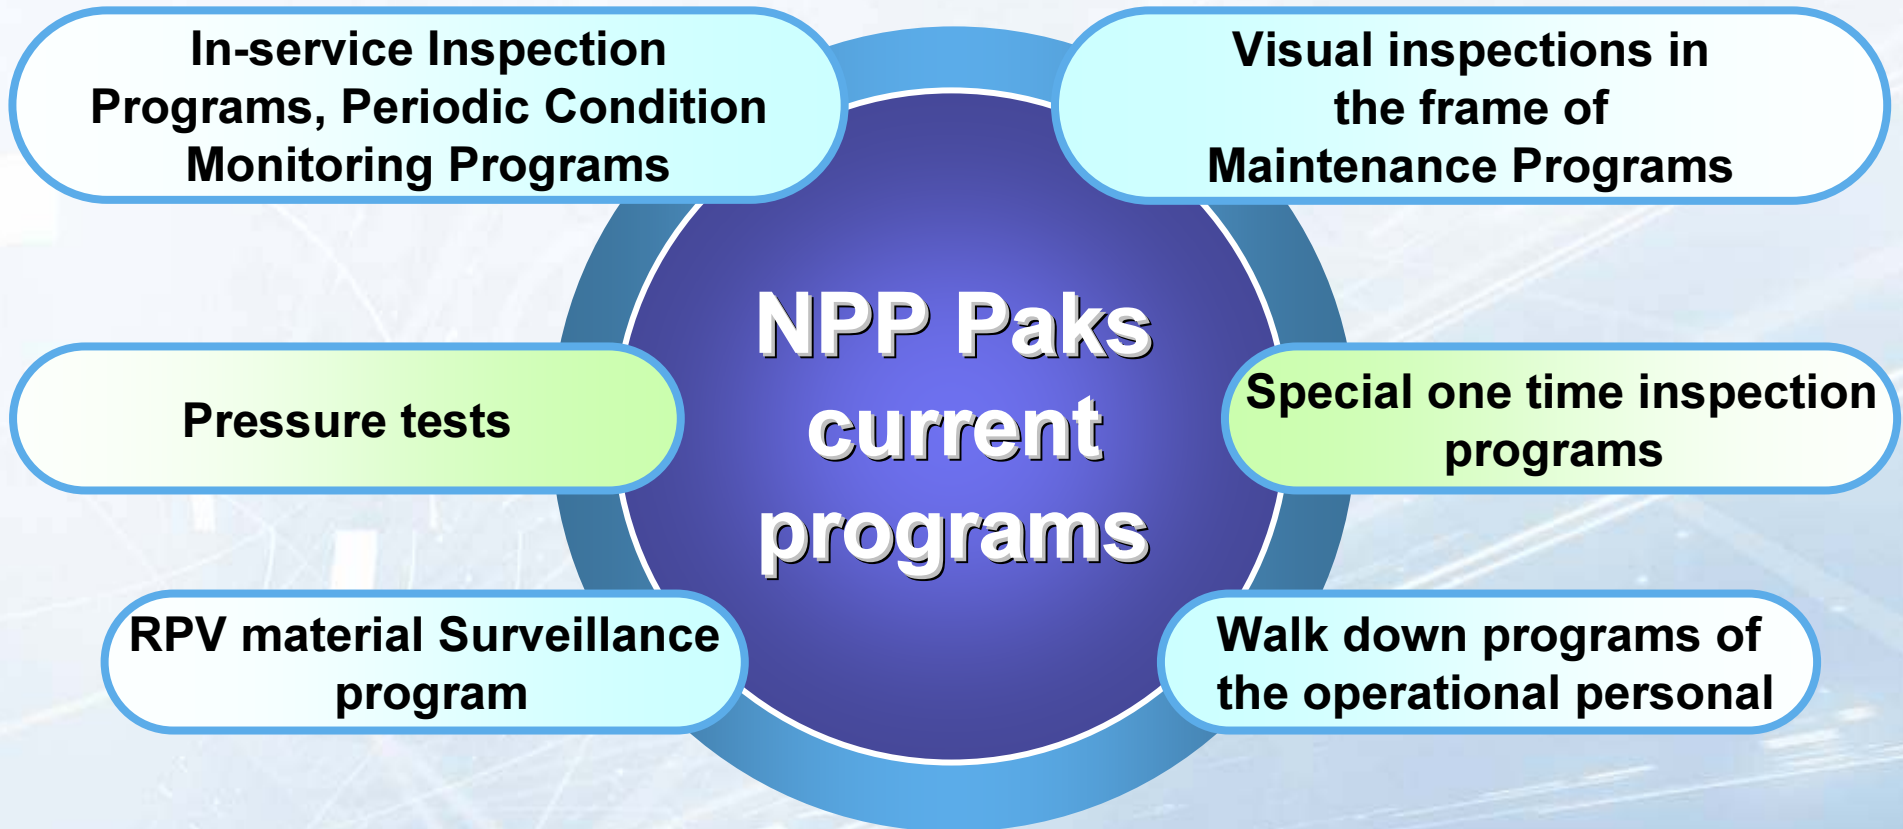 In-service Inspection
Programs, Periodic Condition
Monitoring Programs
Visual inspections in
the frame of
Maintenance Programs
NPP Paks
current
programs
Pressure tests
Special one time inspection
programs
RPV material Surveillance
program
Walk down programs of
the operational personal